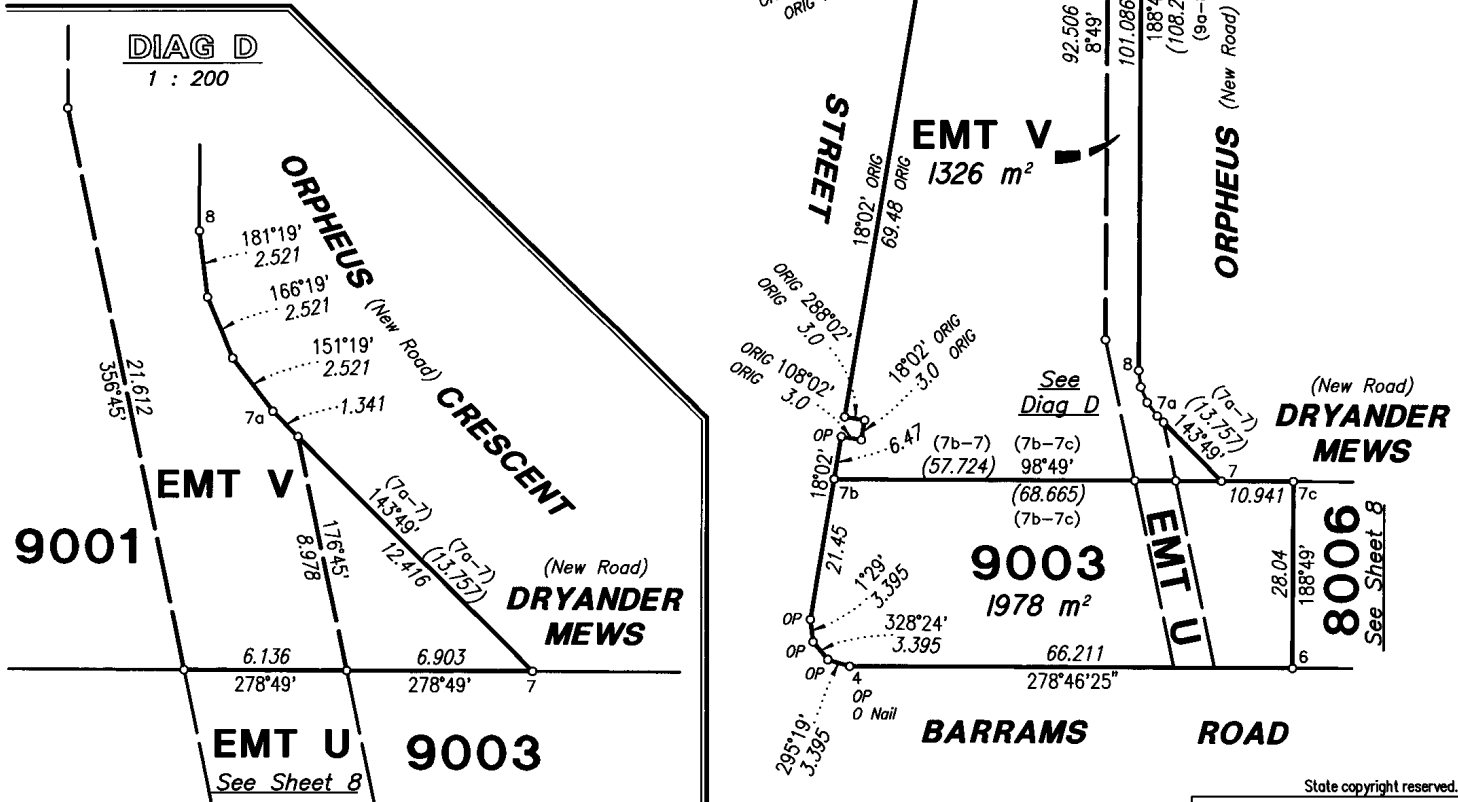 DIAG D
1 : 200
8
181°19'
2.521
166°19'
2.521
151°19'
2.521
7a
1.341
ORPHEUS
(New Road)
CRESCENT
21.612
356°45'
EMT V
9001
(7a-7)
143°49'
12.416
(7a-7)
(13.757)
176°45'
8.978
(New Road)
DRYANDER
MEWS
6.136
278°49'
6.903
278°49'
7
EMT U
See Sheet 8
9003
ORIG
STREET
18°02' ORIG
69.48 ORIG
EMT V
1326 m²
92.506
8°49'
101.086
ORPHEUS (New Road)
ORIG 288°02'
ORIG 3.0
ORIG 108°02'
ORIG 3.0
18°02' ORIG
3.0 ORIG
OP
6.47
18°02'
7b
(7b-7)
(57.724)
(7b-7c)
98°49'
(68.665)
(7b-7c)
See
Diag D
8
7a
(7a-7)
(13.757)
143°49'
7
10.941
7c
(New Road)
DRYANDER
MEWS
21.45
9003
1978 m²
EMT U
28.04
188°49'
8006
See Sheet 8
OP
1°29'
3.395
OP
328°24'
3.395
OP
4
OP
O Nail
295°19'
3.395
66.211
278°46'25"
6
BARRAMS ROAD
State copyright reserved.